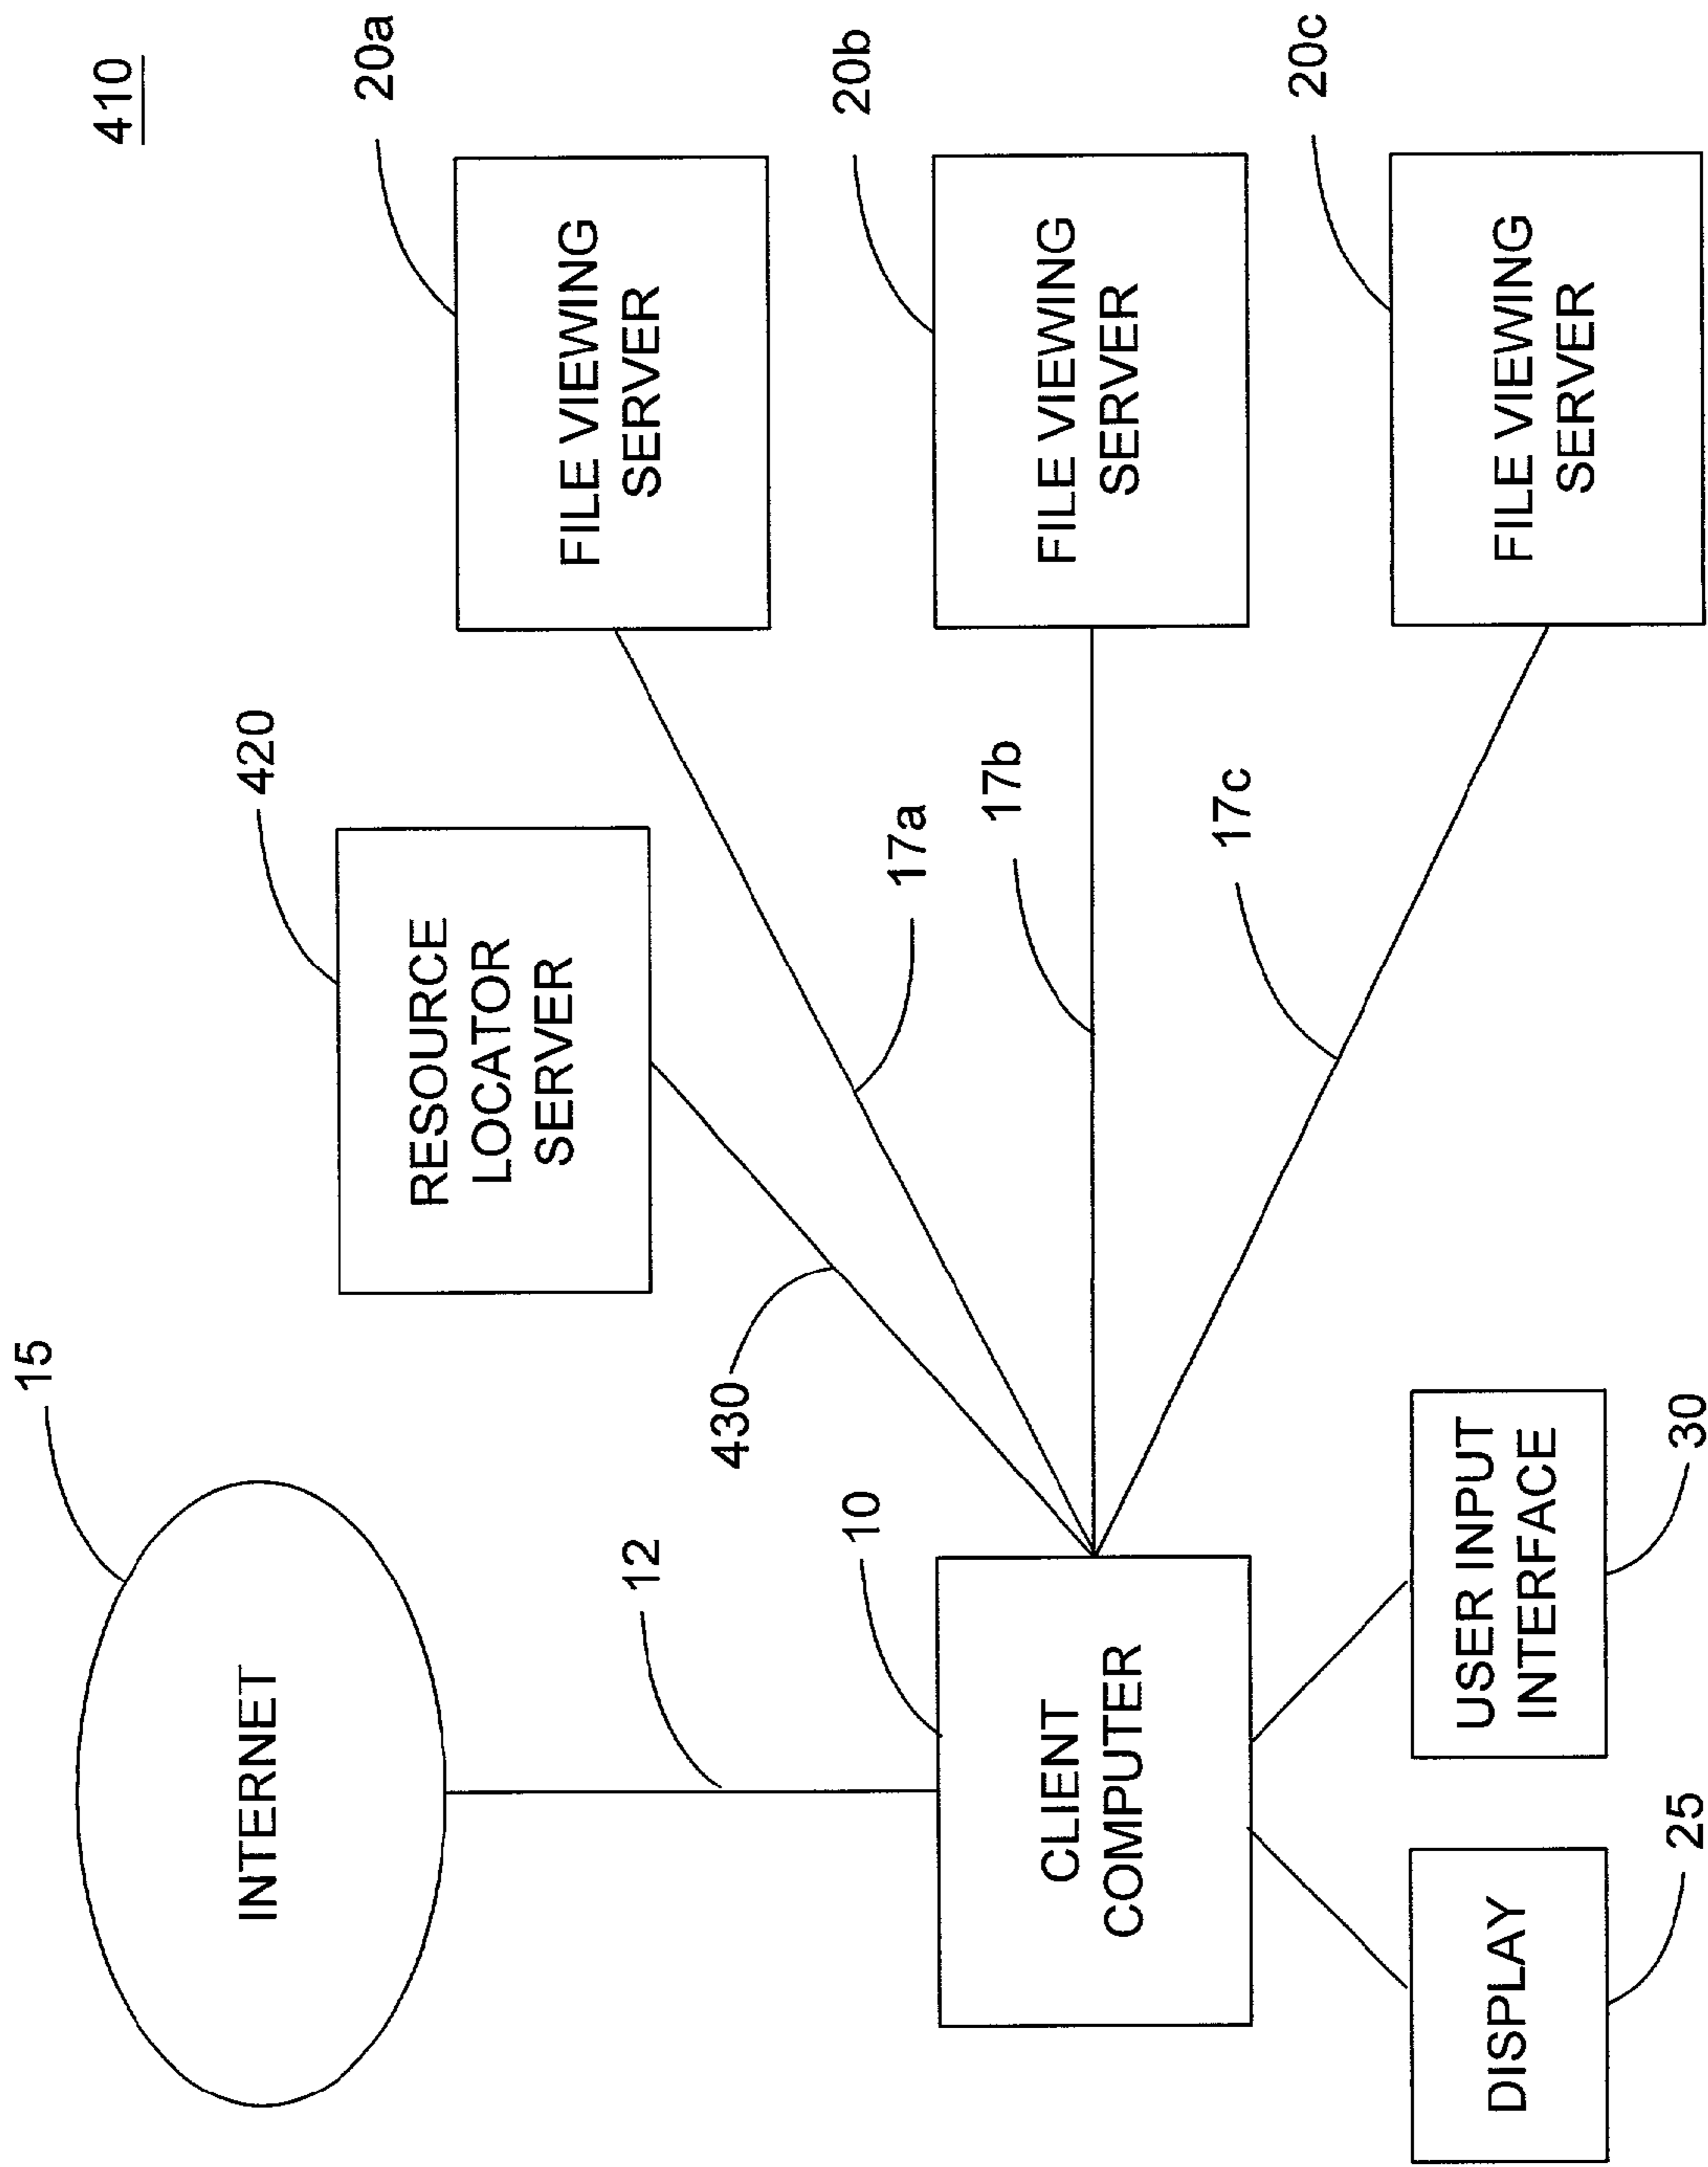 410
15
INTERNET
12
420
RESOURCE
LOCATOR
SERVER
430
20a
FILE VIEWING
SERVER
17a
20b
FILE VIEWING
SERVER
17b
20c
FILE VIEWING
SERVER
17c
10
CLIENT
COMPUTER
DISPLAY
25
USER INPUT
INTERFACE
30